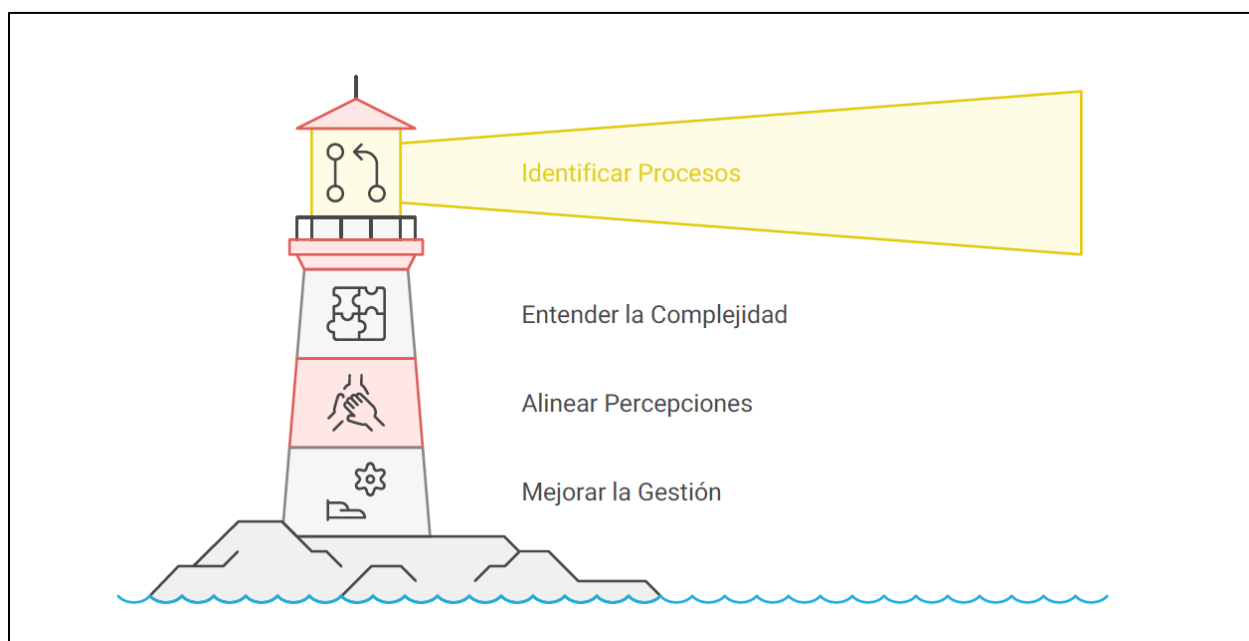 Identificar Procesos
Entender la Complejidad
Alinear Percepciones
Mejorar la Gestión